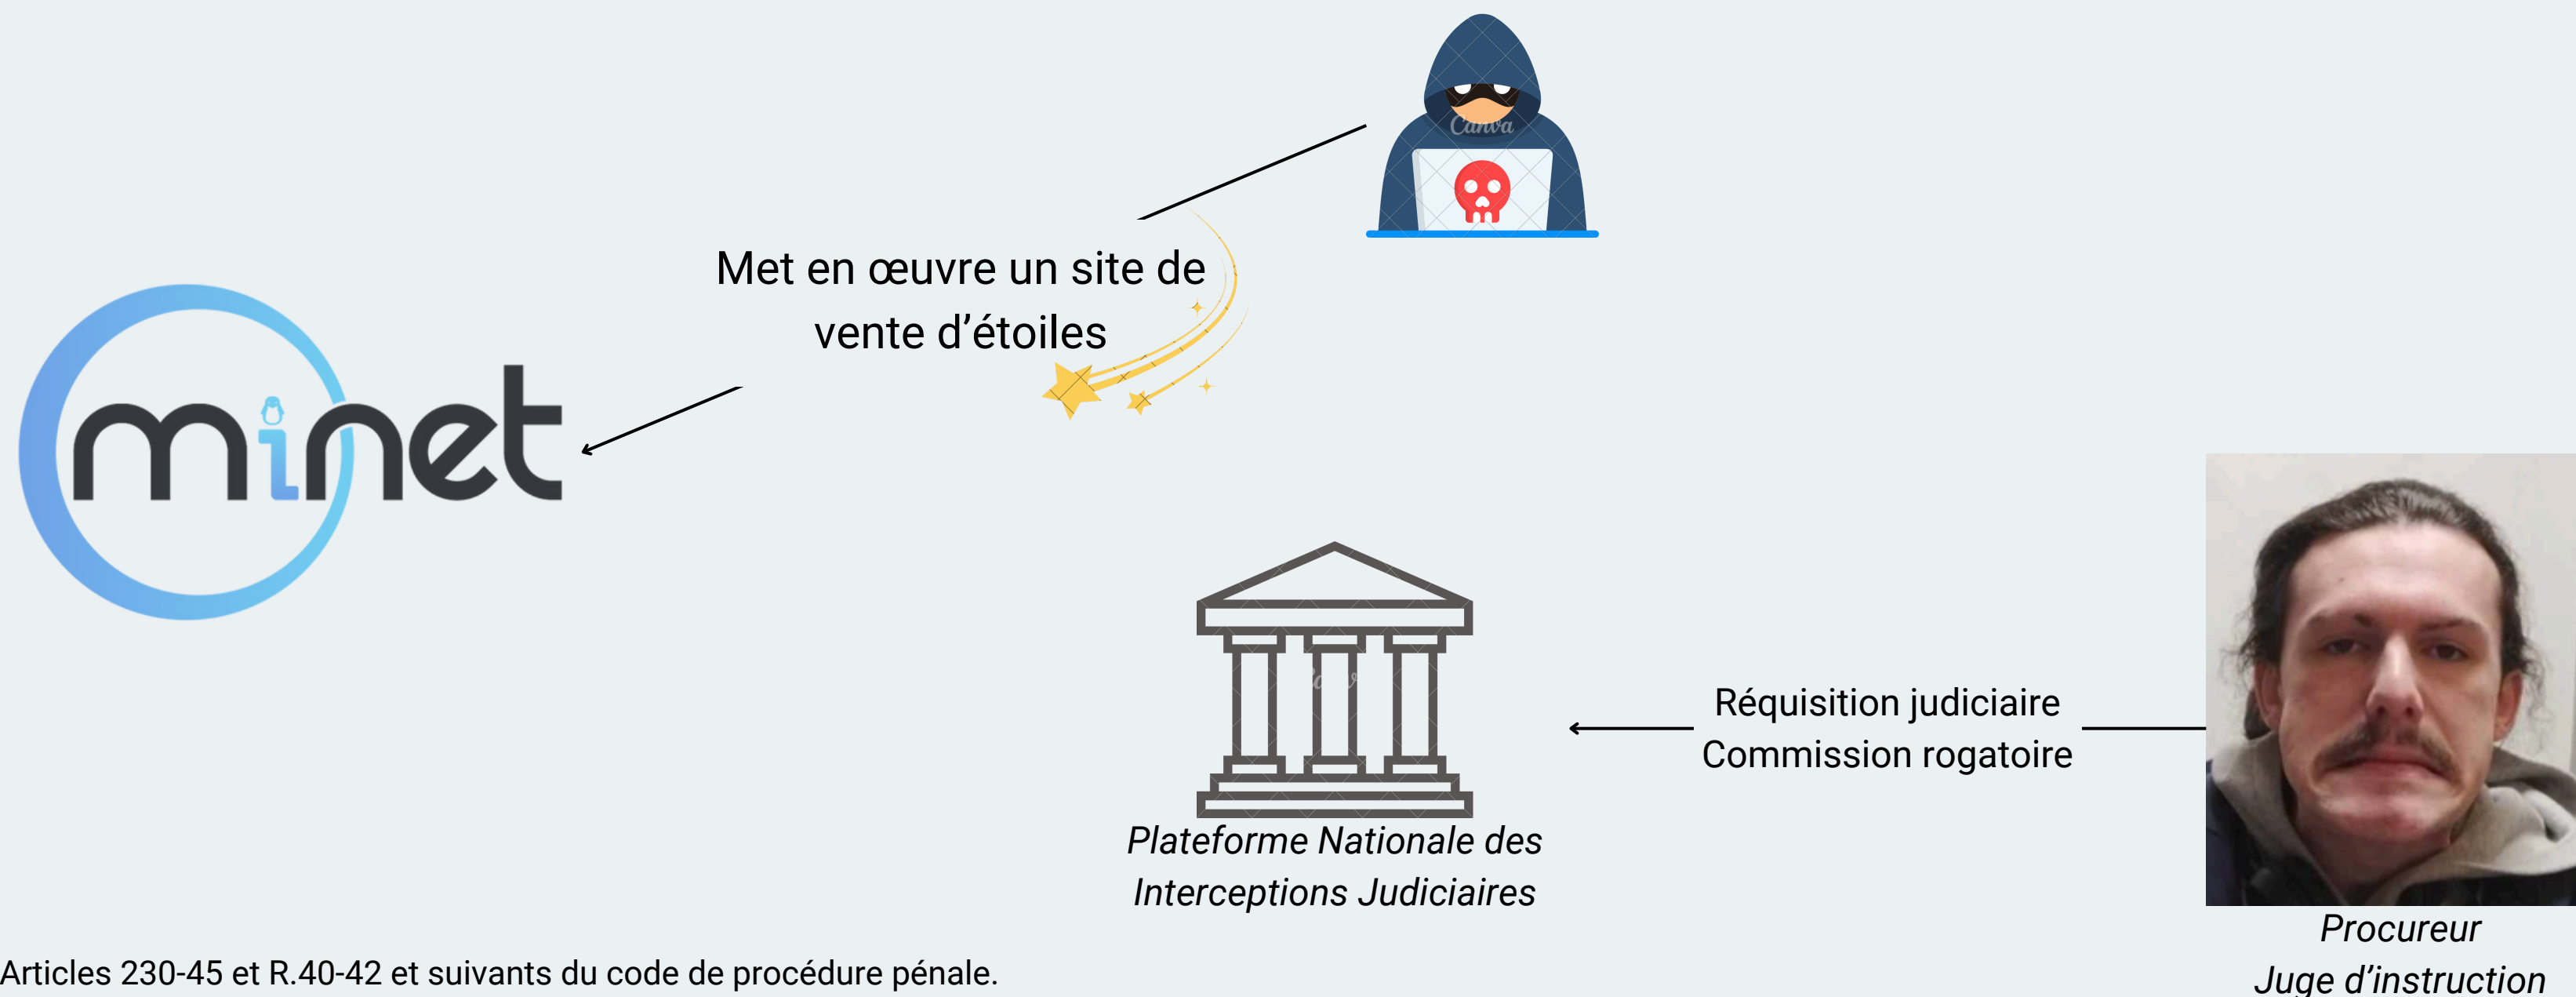 Canva
Met en œuvre un site de
vente d’étoiles
minet
Réquisition judiciaire
Commission rogatoire
Plateforme Nationale des
Interceptions Judiciaires
Procureur
Juge d’instruction
Articles 230-45 et R.40-42 et suivants du code de procédure pénale.